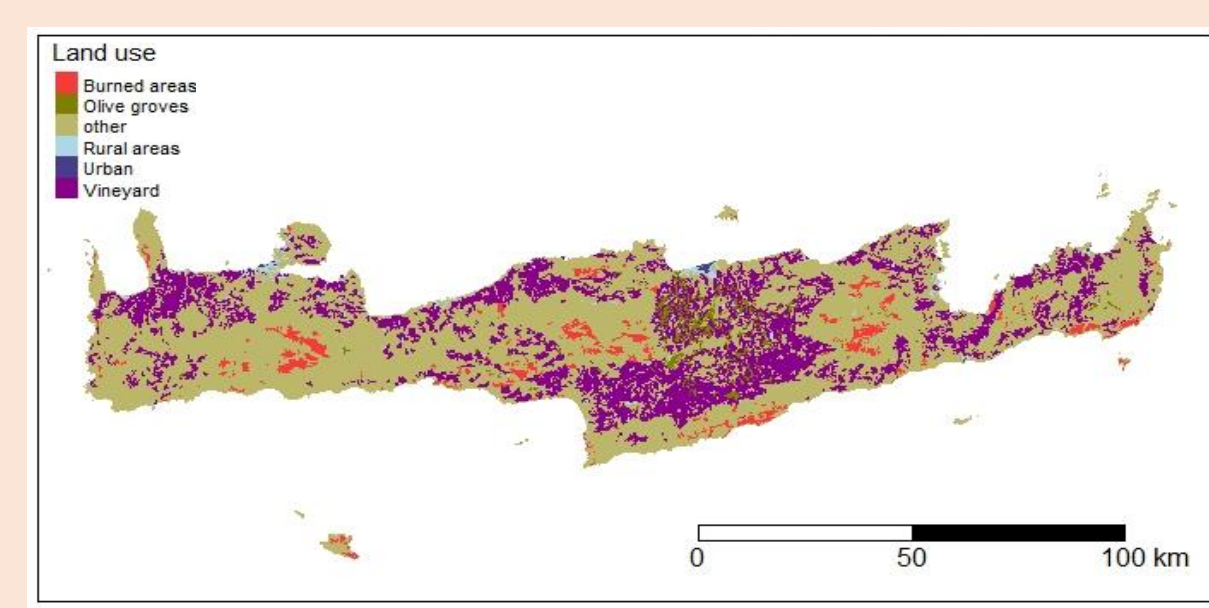 Land use
Burned areas
Olive groves
other
Rural areas
Urban
Vineyard
0 50 100 km